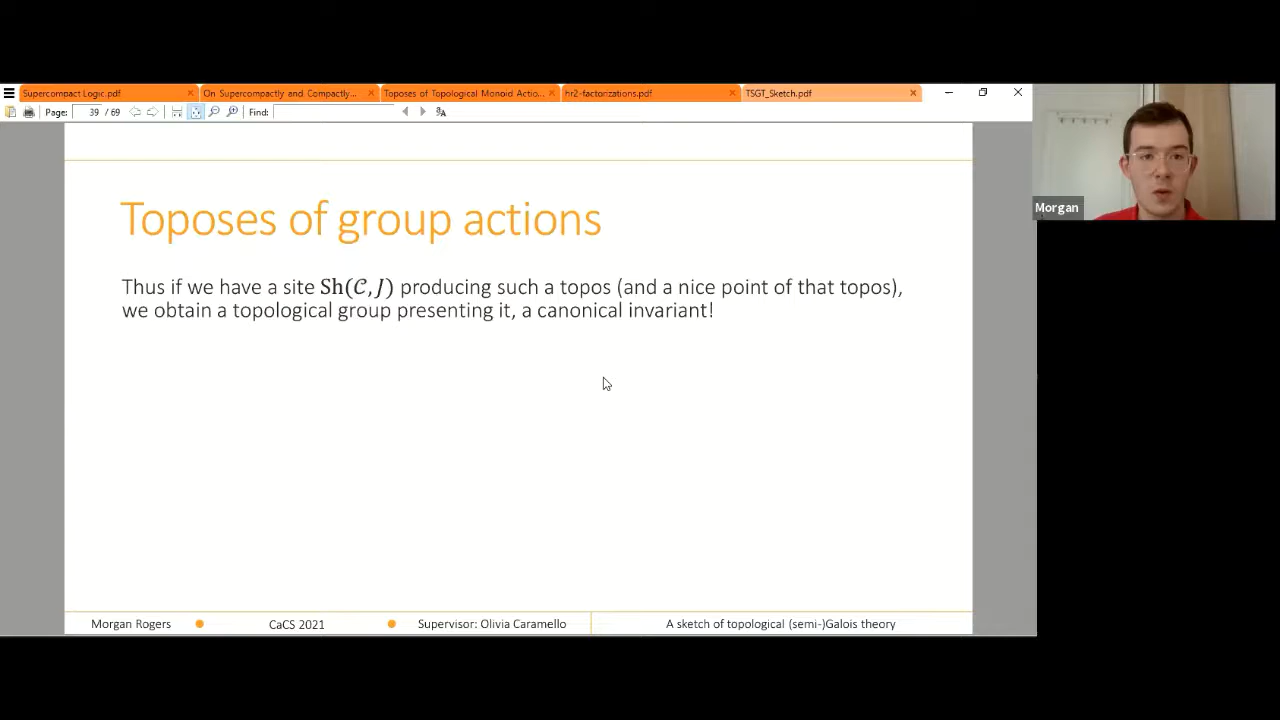 Supercompact Logic.pdf
On Supercompactly and Compactly...
Toposes of Topological Monoid Actio...
hr2-factorizations.pdf
TSGT_Sketch.pdf
Page: 39 / 69
Find:
Morgan
Toposes of group actions
Thus if we have a site Sh(𝒞, J) producing such a topos (and a nice point of that topos),
we obtain a topological group presenting it, a canonical invariant!
Morgan Rogers
CaCS 2021
Supervisor: Olivia Caramello
A sketch of topological (semi-)Galois theory